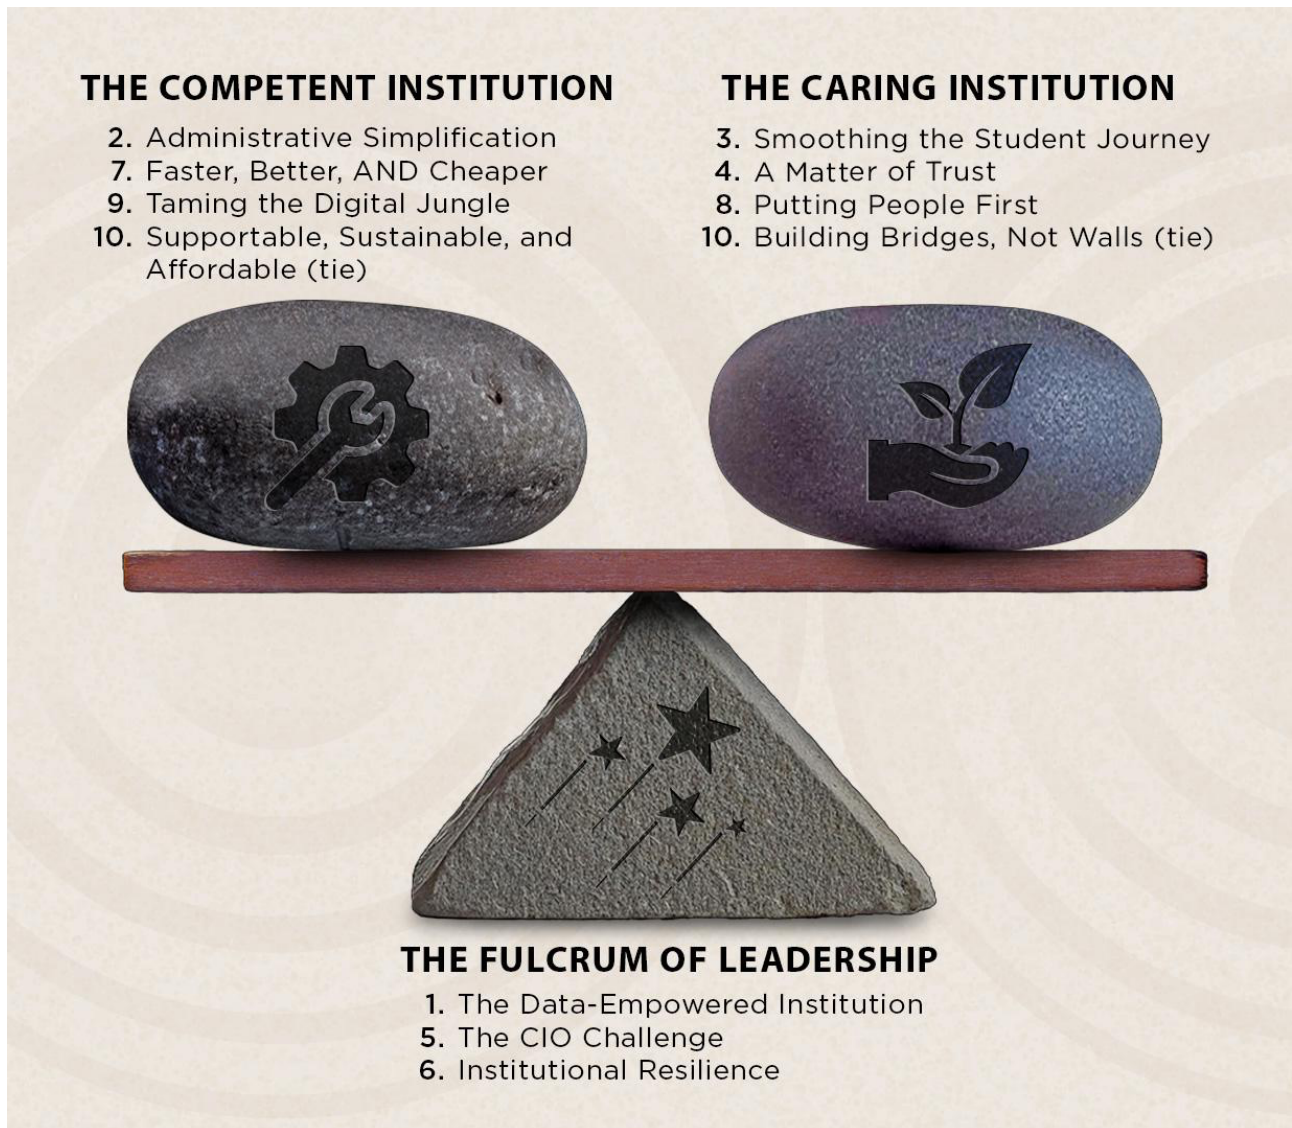 THE COMPETENT INSTITUTION
2. Administrative Simplification
7. Faster, Better, AND Cheaper
9. Taming the Digital Jungle
10. Supportable, Sustainable, and
Affordable (tie)
THE CARING INSTITUTION
3. Smoothing the Student Journey
4. A Matter of Trust
8. Putting People First
10. Building Bridges, Not Walls (tie)
THE FULCRUM OF LEADERSHIP
1. The Data-Empowered Institution
5. The CIO Challenge
6. Institutional Resilience